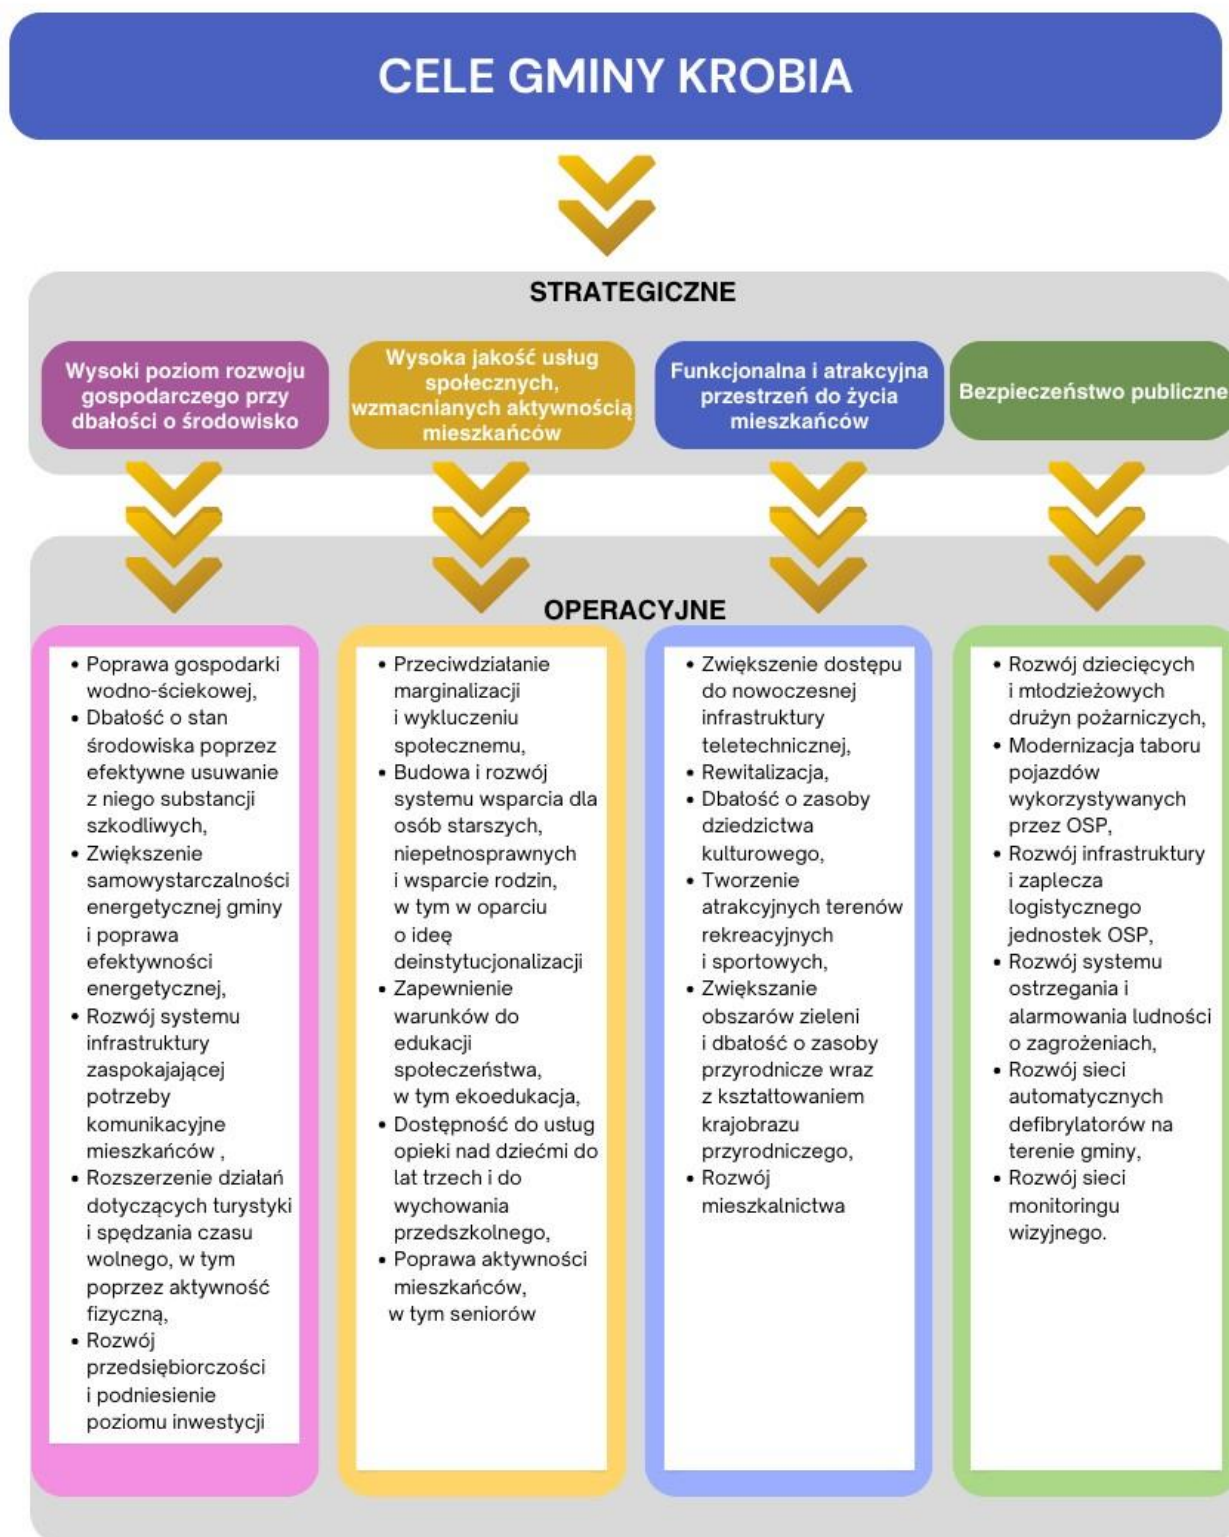 CELE GMINY KROBIA
STRATEGICZNE
Wysoki poziom rozwoju
gospodarczego przy
dbałości o środowisko
Wysoka jakość usług
społecznych,
wzmacnianych aktywnością
mieszkańców
Funkcjonalna i atrakcyjna
przestrzeń do życia
mieszkańców
Bezpieczeństwo publiczne
OPERACYJNE
• Poprawa gospodarki
wodno-ściekowej,
• Dbałość o stan
środowiska poprzez
efektywne usuwanie
z niego substancji
szkodliwych,
• Zwiększenie
samowystarczalności
energetycznej gminy
i poprawa
efektywności
energetycznej,
• Rozwój systemu
infrastruktury
zaspokajającej
potrzeby
komunikacyjne
mieszkańców ,
• Rozszerzenie działań
dotyczących turystyki
i spędzania czasu
wolnego, w tym
poprzez aktywność
fizyczną,
• Rozwój
przedsiębiorczości
i podniesienie
poziomu inwestycji
• Przeciwdziałanie
marginalizacji
i wykluczeniu
społecznemu,
• Budowa i rozwój
systemu wsparcia dla
osób starszych,
niepełnosprawnych
i wsparcie rodzin,
w tym w oparciu
o ideę
deinstytucjonalizacji
• Zapewnienie
warunków do
edukacji
społeczeństwa,
w tym ekoedukacja,
• Dostępność do usług
opieki nad dziećmi do
lat trzech i do
wychowania
przedszkolnego,
• Poprawa aktywności
mieszkańców,
w tym seniorów
• Zwiększenie dostępu
do nowoczesnej
infrastruktury
teletechnicznej,
• Rewitalizacja,
• Dbałość o zasoby
dziedzictwa
kulturowego,
• Tworzenie
atrakcyjnych terenów
rekreacyjnych
i sportowych,
• Zwiększanie
obszarów zieleni
i dbałość o zasoby
przyrodnicze wraz
z kształtowaniem
krajobrazu
przyrodniczego,
• Rozwój
mieszkalnictwa
• Rozwój dziecięcych
i młodzieżowych
drużyn pożarniczych,
• Modernizacja taboru
pojazdów
wykorzystywanych
przez OSP,
• Rozwój infrastruktury
i zaplecza
logistycznego
jednostek OSP,
• Rozwój systemu
ostrzegania i
alarmowania ludności
o zagrożeniach,
• Rozwój sieci
automatycznych
defibrylatorów na
terenie gminy,
• Rozwój sieci
monitoringu
wizyjnego.